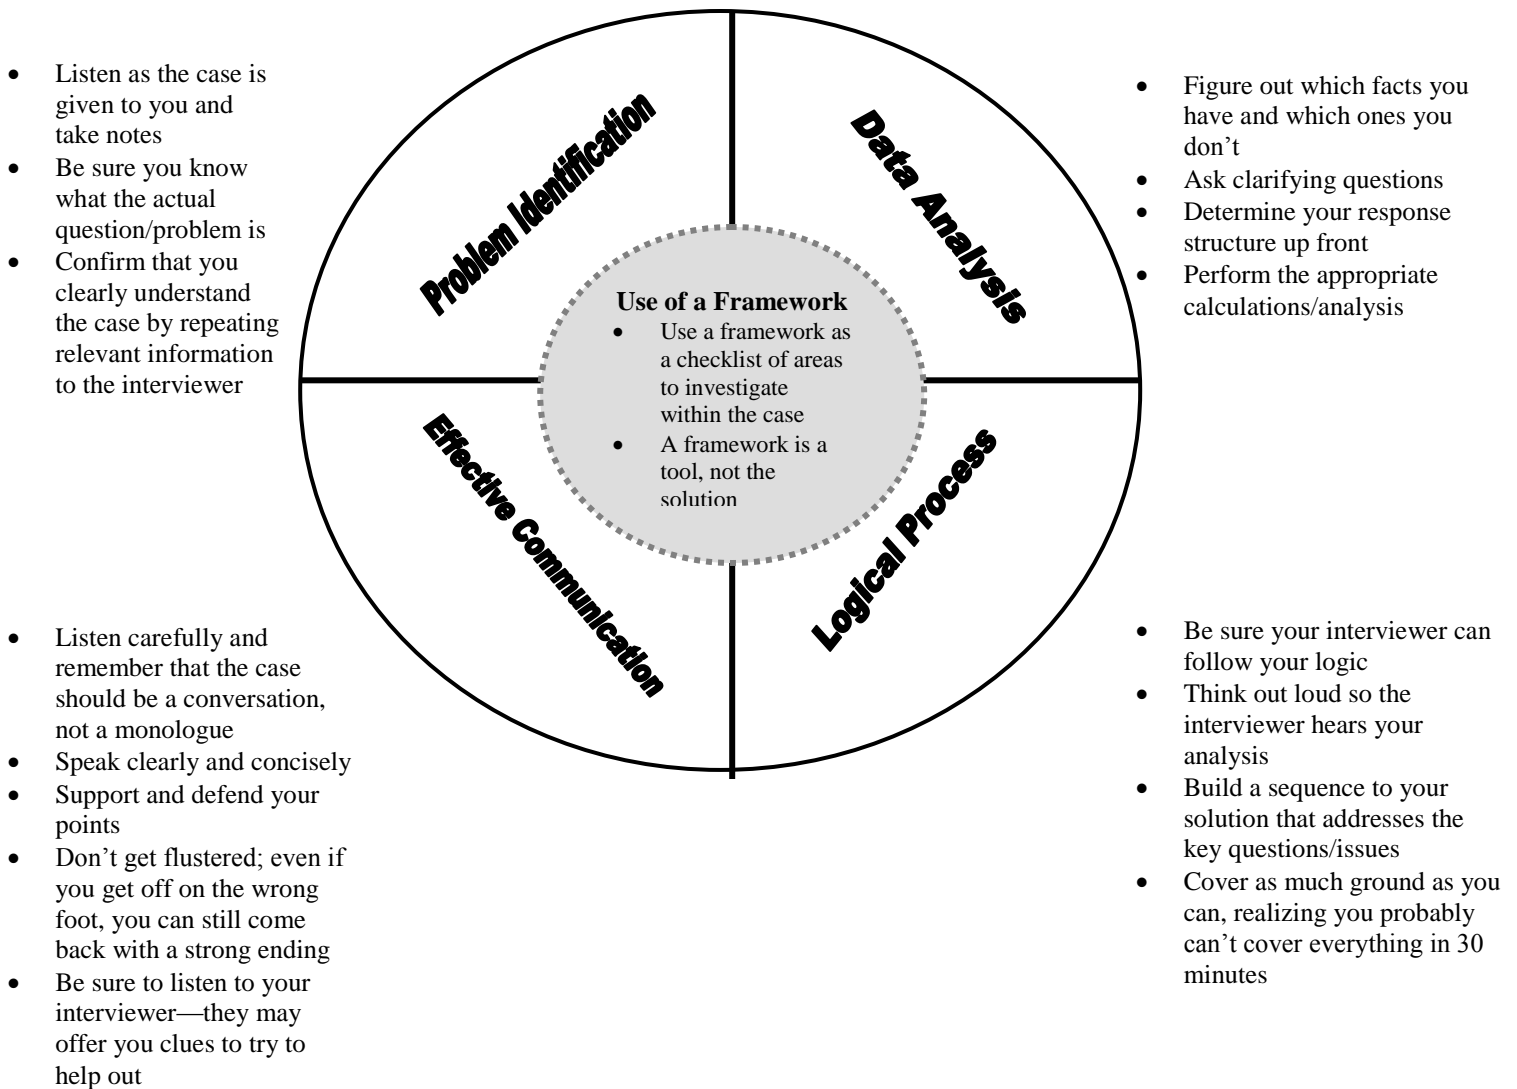 • Listen as the case is
given to you and
take notes
• Be sure you know
what the actual
question/problem is
• Confirm that you
clearly understand
the case by repeating
relevant information
to the interviewer
Problem Identification
Data Analysis
• Figure out which facts you
have and which ones you
don’t
• Ask clarifying questions
• Determine your response
structure up front
• Perform the appropriate
calculations/analysis
Use of a Framework
• Use a framework as
a checklist of areas
to investigate
within the case
• A framework is a
tool, not the
solution
Effective Communication
Logical Process
• Listen carefully and
remember that the case
should be a conversation,
not a monologue
• Speak clearly and concisely
• Support and defend your
points
• Don’t get flustered; even if
you get off on the wrong
foot, you can still come
back with a strong ending
• Be sure to listen to your
interviewer—they may
offer you clues to try to
help out
• Be sure your interviewer can
follow your logic
• Think out loud so the
interviewer hears your
analysis
• Build a sequence to your
solution that addresses the
key questions/issues
• Cover as much ground as you
can, realizing you probably
can’t cover everything in 30
minutes